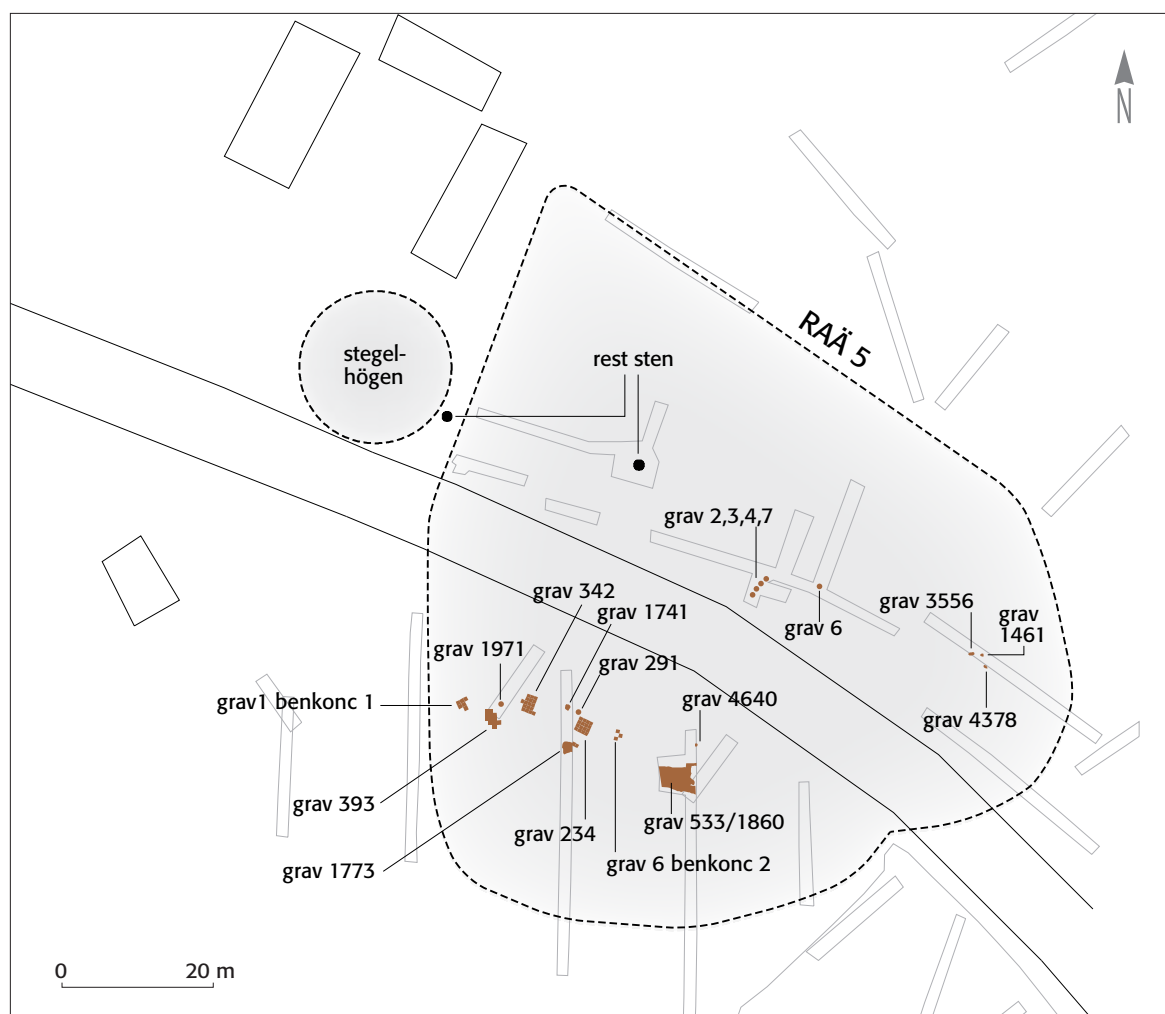 N
RAÄ 5
stegel-
högen
rest sten
grav 2,3,4,7
grav 342
grav 1741
grav 3556
grav
1461
grav 6
grav 1971
grav 291
grav1 benkonc 1
grav 4640
grav 4378
grav 393
grav 234
grav 533/1860
grav 1773
grav 6 benkonc 2
0
20 m